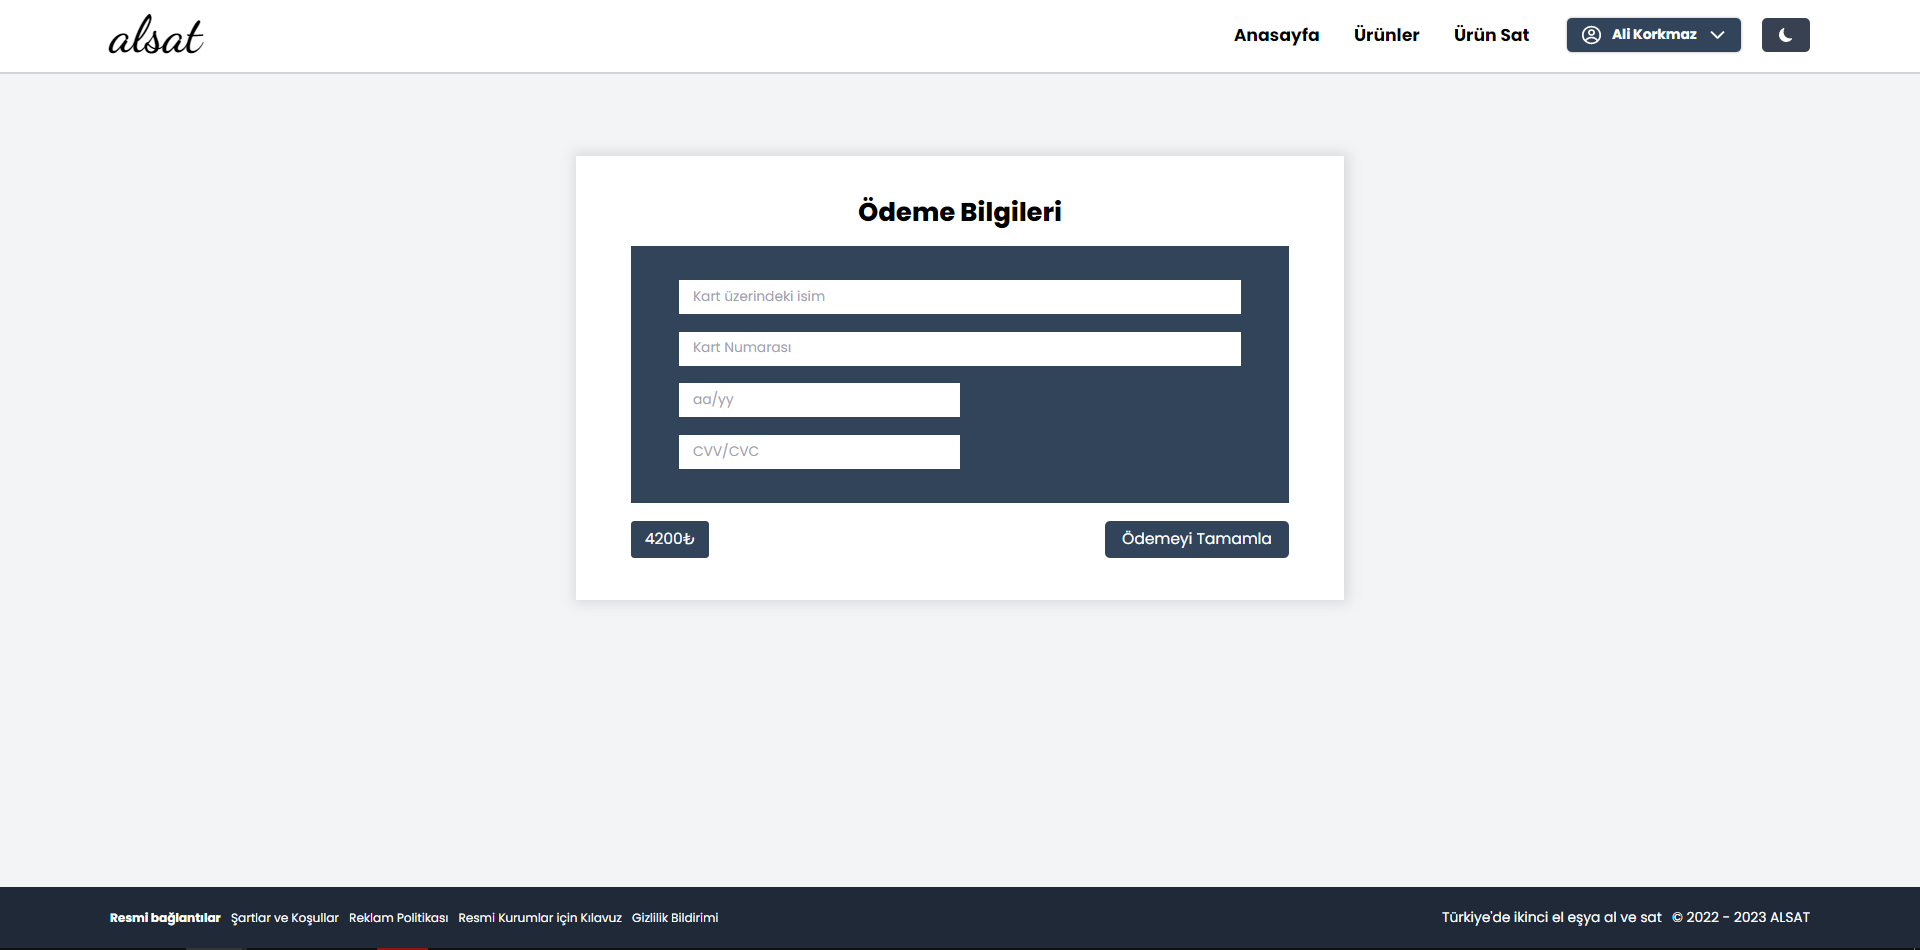 alsat
Anasayfa Ürünler Ürün Sat Ali Korkmaz
Ödeme Bilgileri
Kart üzerindeki isim
Kart Numarası
aa/yy
CVV/CVC
4200₺ Ödemeyi Tamamla
Resmi bağlantılar Şartlar ve Koşullar Reklam Politikası Resmi Kurumlar için Kılavuz Gizlilik Bildirimi Türkiye'de ikinci el eşya al ve sat © 2022 - 2023 ALSAT